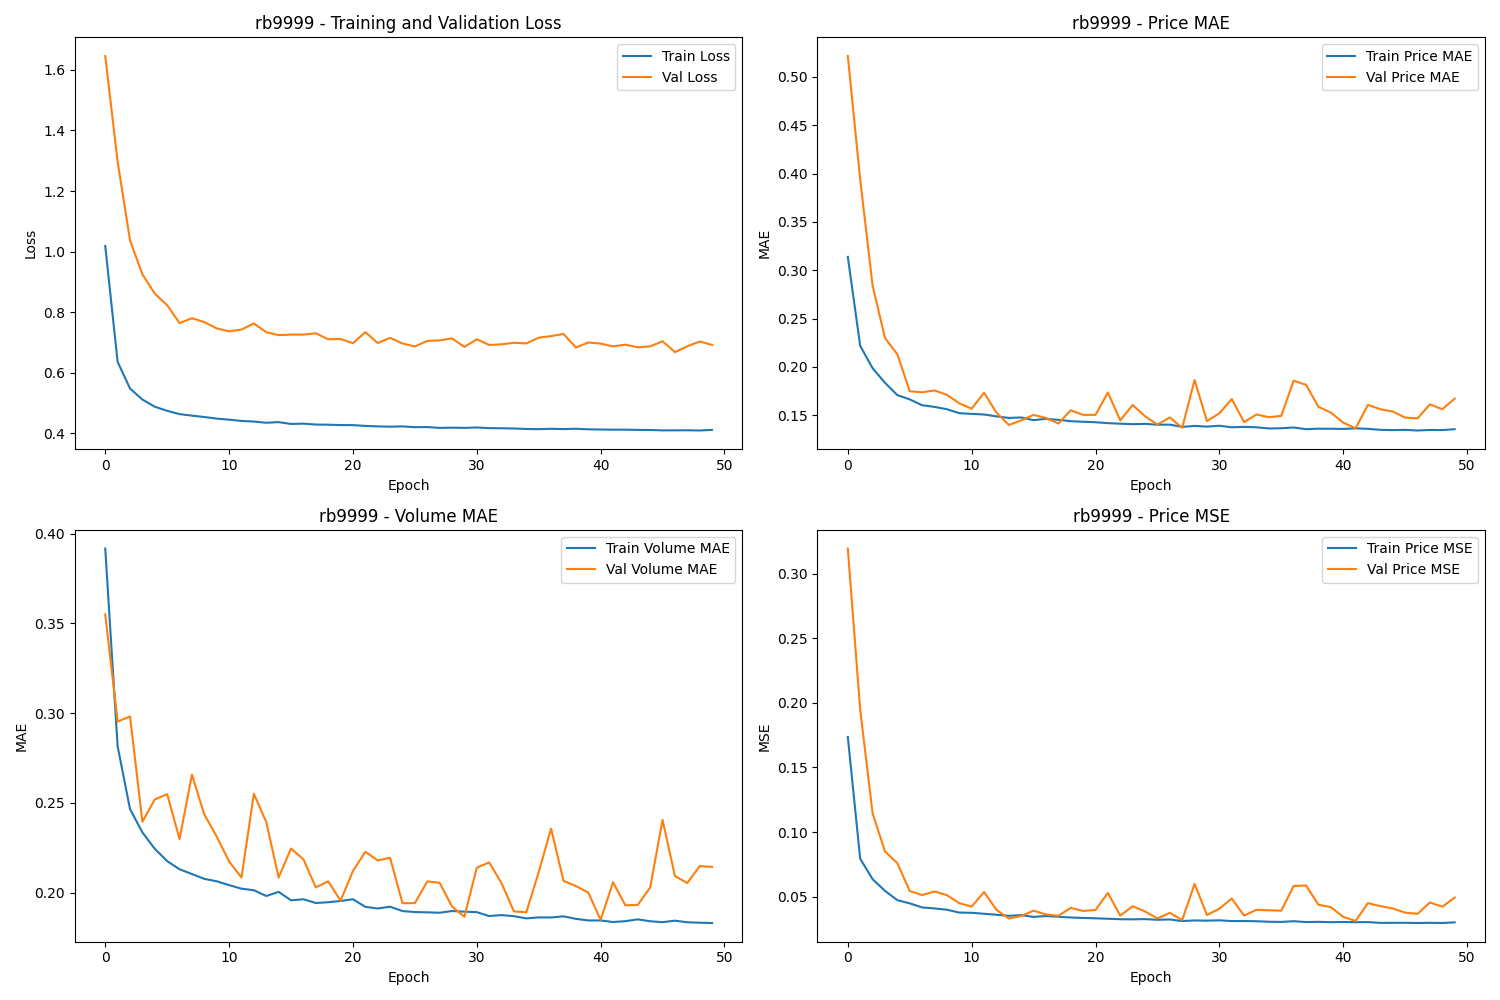 rb9999 - Training and Validation Loss
Train Loss
Val Loss
1.6
1.4
1.2
1.0
0.8
0.6
0.4
Loss
0 10 20 30 40 50
Epoch
rb9999 - Price MAE
Train Price MAE
Val Price MAE
0.50
0.45
0.40
0.35
0.30
0.25
0.20
0.15
MAE
0 10 20 30 40 50
Epoch
rb9999 - Volume MAE
Train Volume MAE
Val Volume MAE
0.40
0.35
0.30
0.25
0.20
MAE
0 10 20 30 40 50
Epoch
rb9999 - Price MSE
Train Price MSE
Val Price MSE
0.30
0.25
0.20
0.15
0.10
0.05
MSE
0 10 20 30 40 50
Epoch